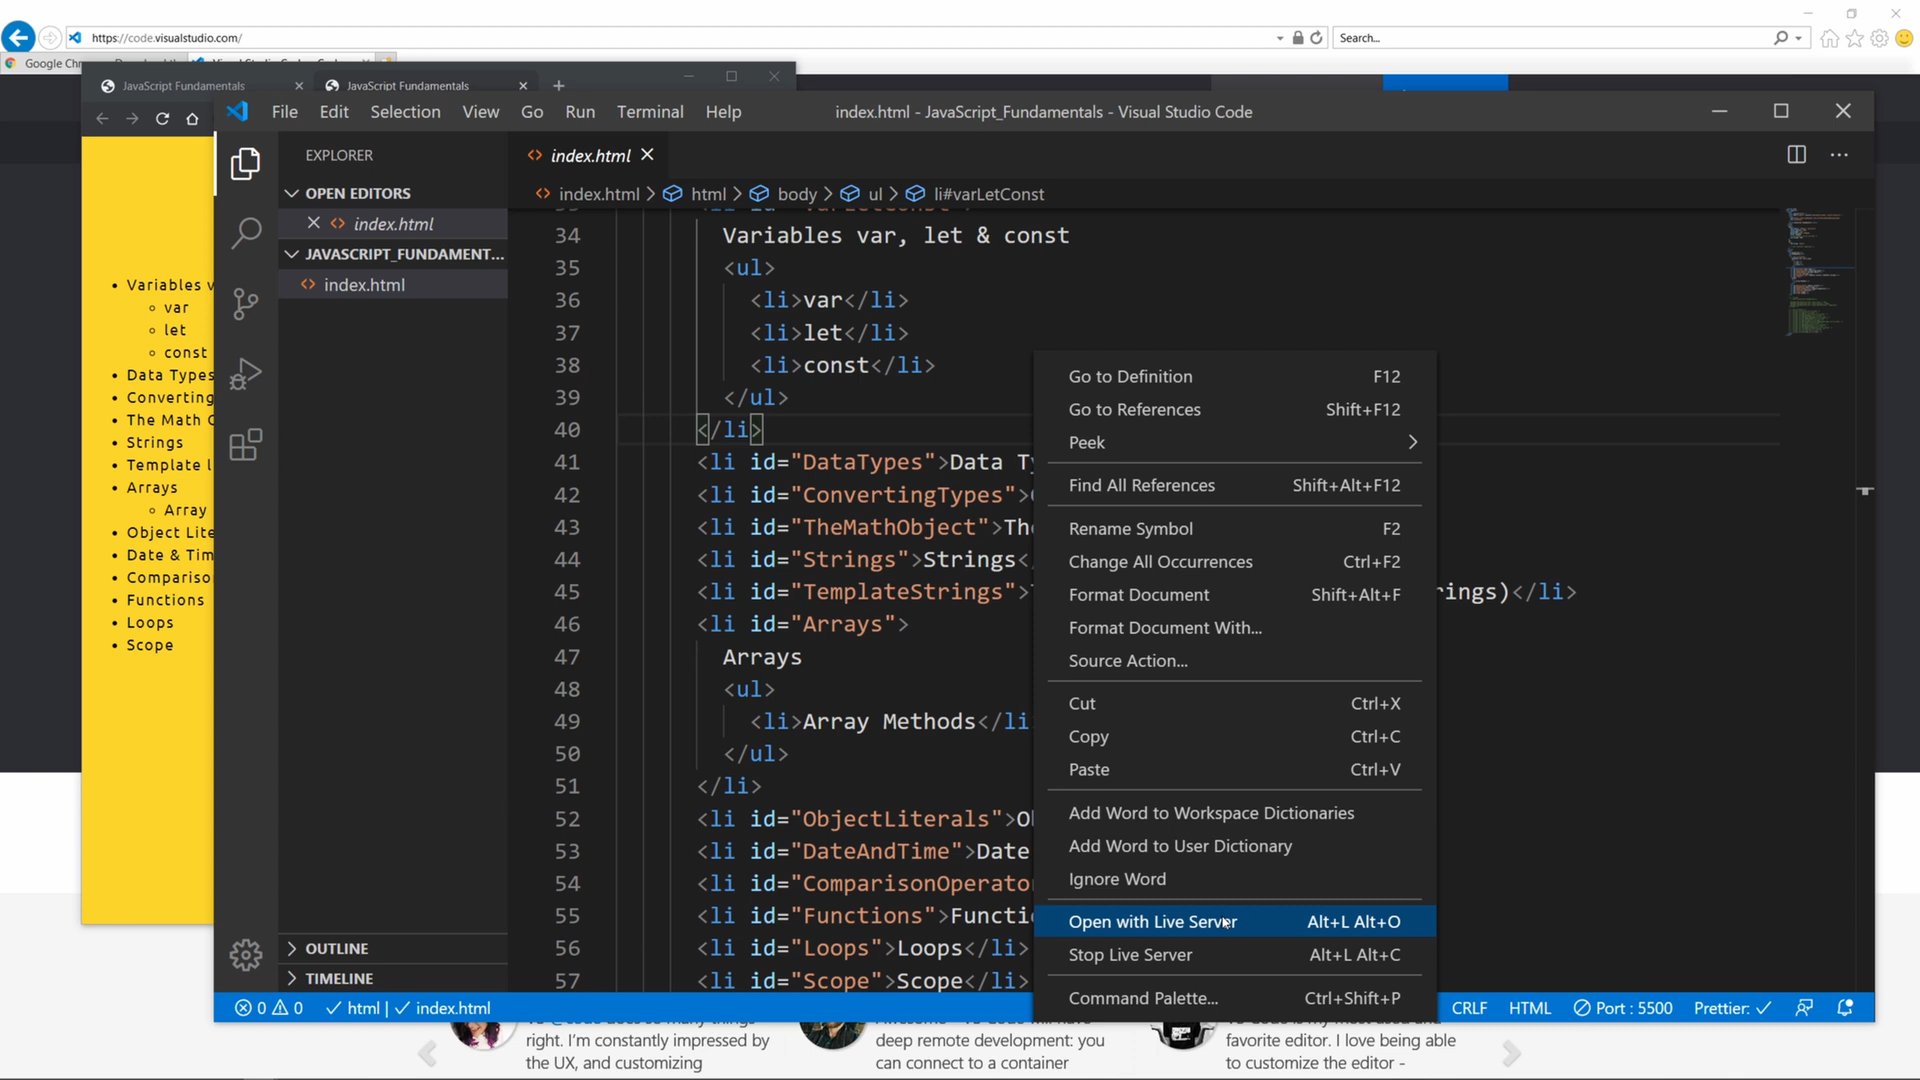 https://code.visualstudio.com/
Search...
Google Chr
JavaScript Fundamentals
JavaScript Fundamentals
File Edit Selection View Go Run Terminal Help
index.html - JavaScript_Fundamentals - Visual Studio Code
EXPLORER
OPEN EDITORS
index.html
JAVASCRIPT_FUNDAMENT...
index.html
OUTLINE
TIMELINE
index.html
index.html > html > body > ul > li#varLetConst
34 Variables var, let & const
35 <ul>
36 <li>var</li>
37 <li>let</li>
38 <li>const</li>
39 </ul>
40 </li>
41 <li id="DataTypes">Data Ty
42 <li id="ConvertingTypes">
43 <li id="TheMathObject">The
44 <li id="Strings">Strings<
45 <li id="TemplateStrings"> rings)</li>
46 <li id="Arrays">
47 Arrays
48 <ul>
49 <li>Array Methods</li
50 </ul>
51 </li>
52 <li id="ObjectLiterals">O
53 <li id="DateAndTime">Date
54 <li id="ComparisonOperato
55 <li id="Functions">Functi
56 <li id="Loops">Loops</li>
57 <li id="Scope">Scope</li>
Go to Definition F12
Go to References Shift+F12
Peek
Find All References Shift+Alt+F12
Rename Symbol F2
Change All Occurrences Ctrl+F2
Format Document Shift+Alt+F
Format Document With...
Source Action...
Cut Ctrl+X
Copy Ctrl+C
Paste Ctrl+V
Add Word to Workspace Dictionaries
Add Word to User Dictionary
Ignore Word
Open with Live Server Alt+L Alt+O
Stop Live Server Alt+L Alt+C
Command Palette... Ctrl+Shift+P
0 0 html | index.html
CRLF HTML Port : 5500 Prettier:
Variables v
var
let
const
Data Types
Converting
The Math O
Strings
Template l
Arrays
Array
Object Lite
Date & Tim
Compariso
Functions
Loops
Scope
right. I'm constantly impressed by
the UX, and customizing
deep remote development: you
can connect to a container
favorite editor. I love being able
to customize the editor -